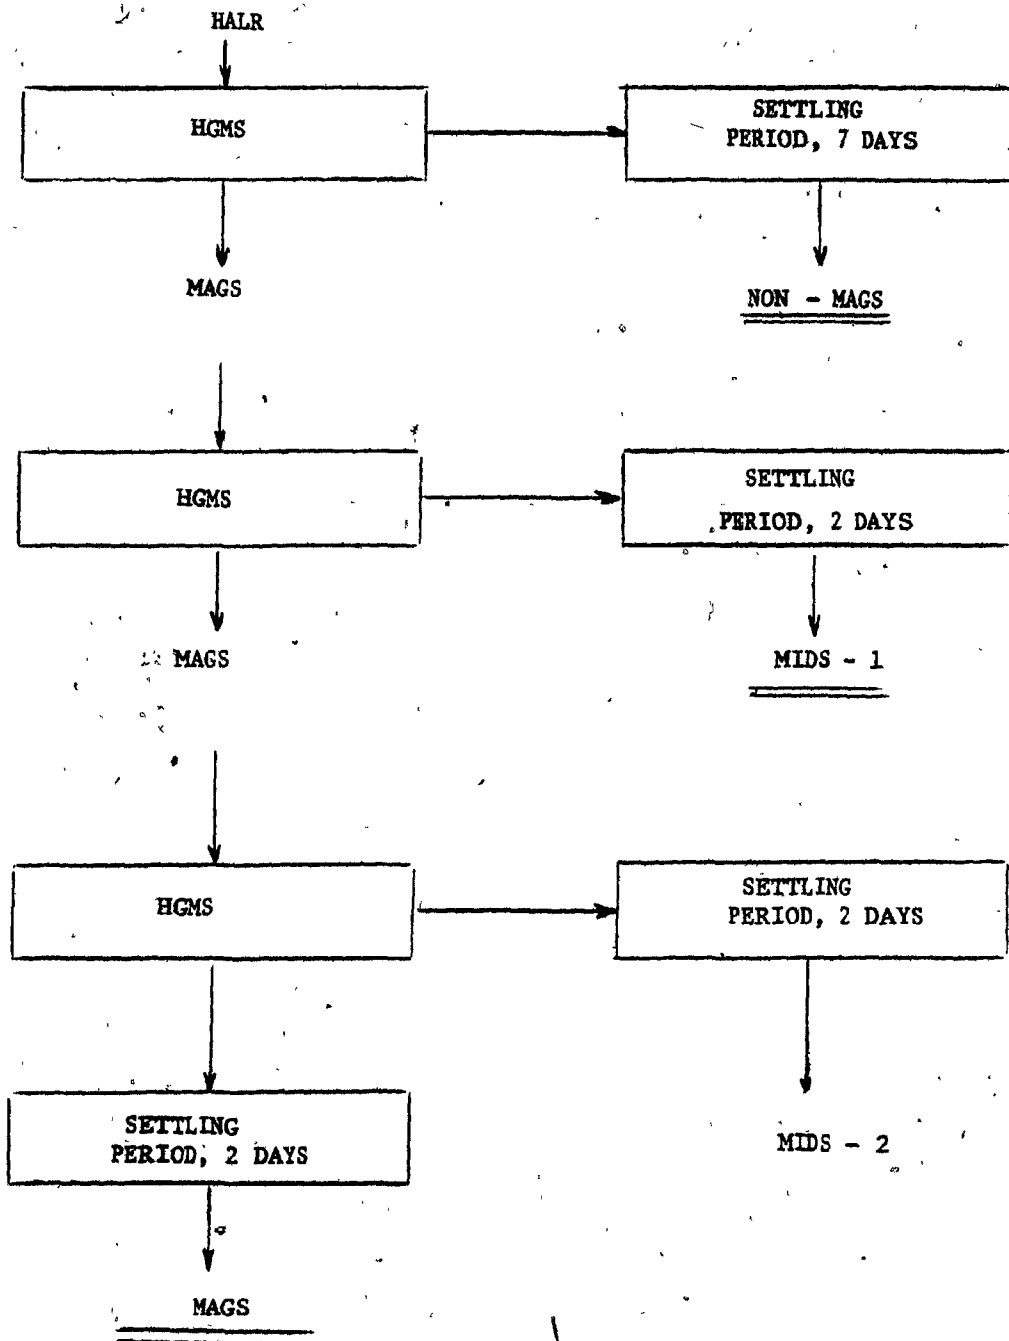 HALR
HGMS
SETTLING
PERIOD, 7 DAYS
MAGS
NON - MAGS
HGMS
SETTLING
PERIOD, 2 DAYS
MAGS
MIDS - 1
HGMS
SETTLING
PERIOD, 2 DAYS
SETTLING
PERIOD, 2 DAYS
MIDS - 2
MAGS